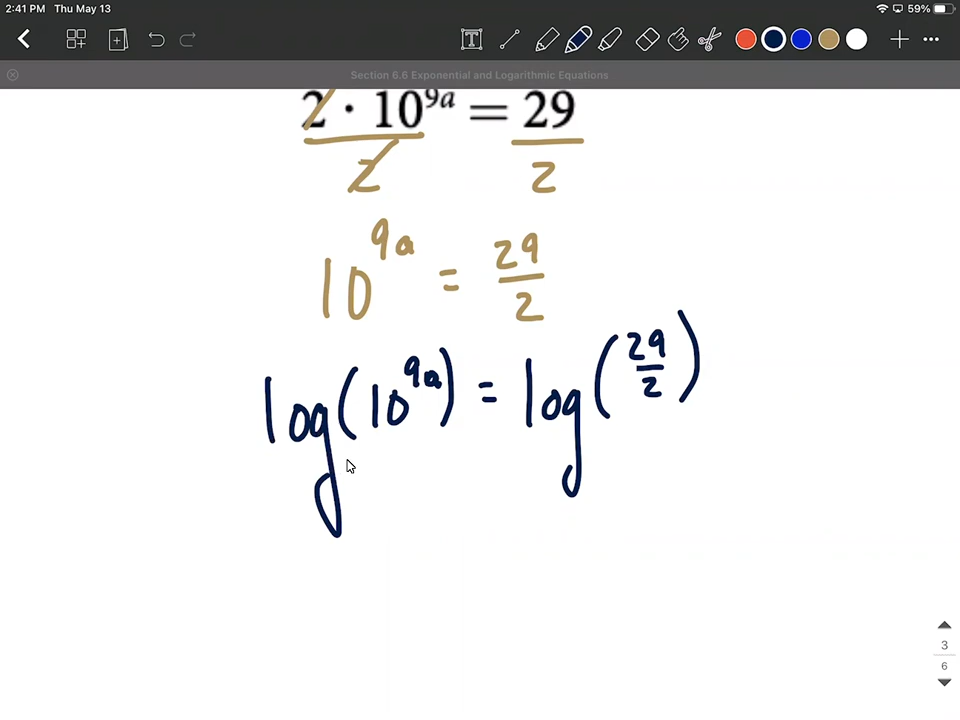 2:41 PM Thu May 13
59%
T
Section 6.6 Exponential and Logarithmic Equations
2 · 10^9a = 29
2 2
10^9a = 29/2
log(10^9a) = log(29/2)
3
6